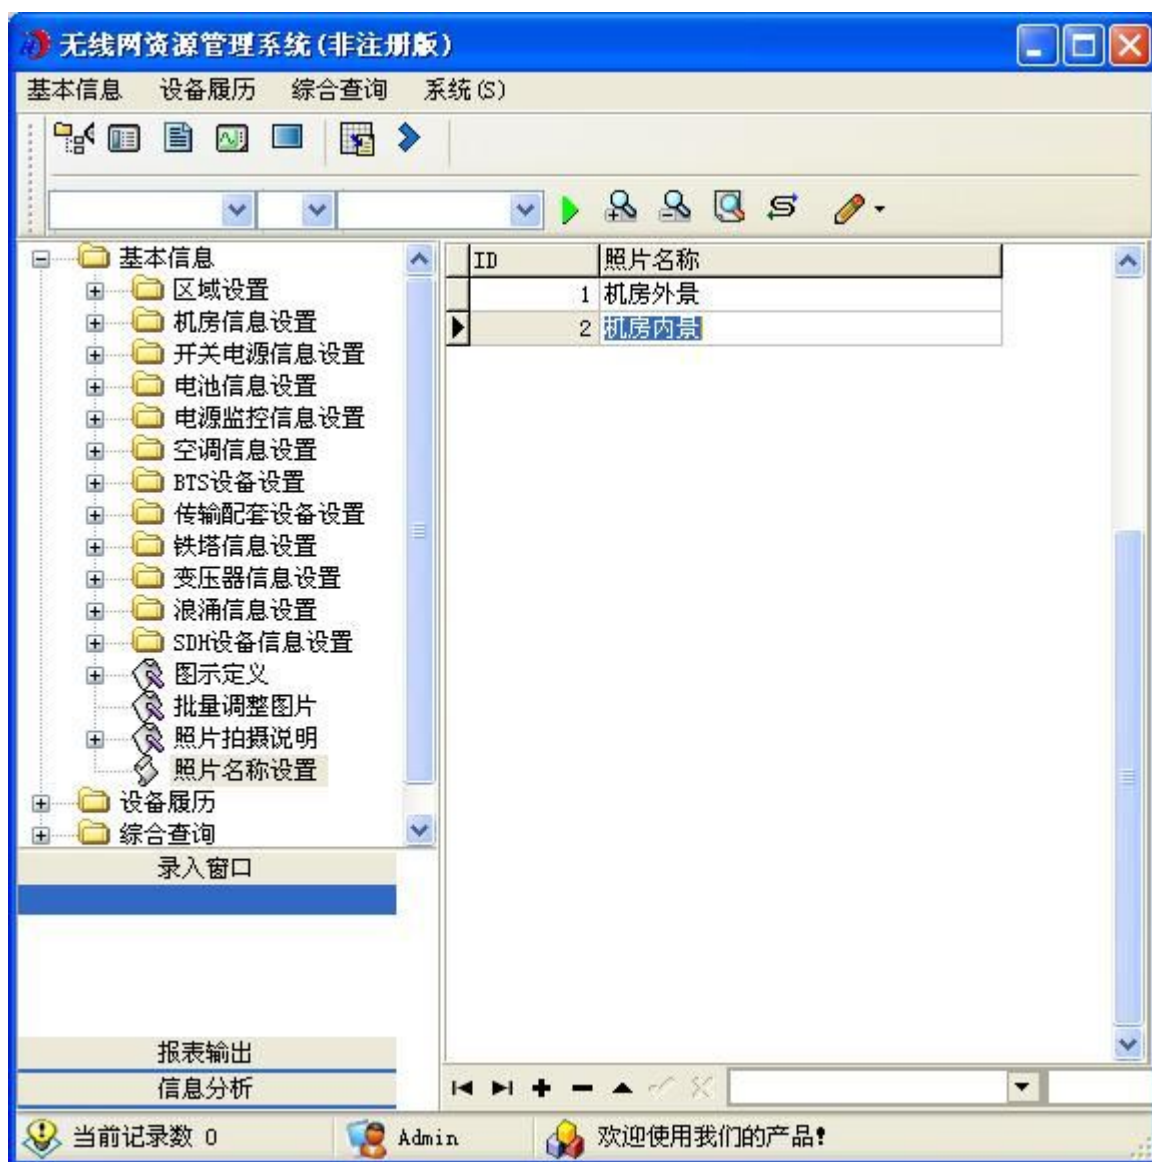 无线网资源管理系统(非注册版)
基本信息 设备履历 综合查询 系统(S)
基本信息
区域设置
机房信息设置
开关电源信息设置
电池信息设置
电源监控信息设置
空调信息设置
BTS设备设置
传输配套设备设置
铁塔信息设置
变压器信息设置
浪涌信息设置
SDH设备信息设置
图示定义
批量调整图片
照片拍摄说明
照片名称设置
设备履历
综合查询
录入窗口
报表输出
信息分析
ID 照片名称
1 机房外景
2 机房内景
当前记录数 0 Admin 欢迎使用我们的产品!